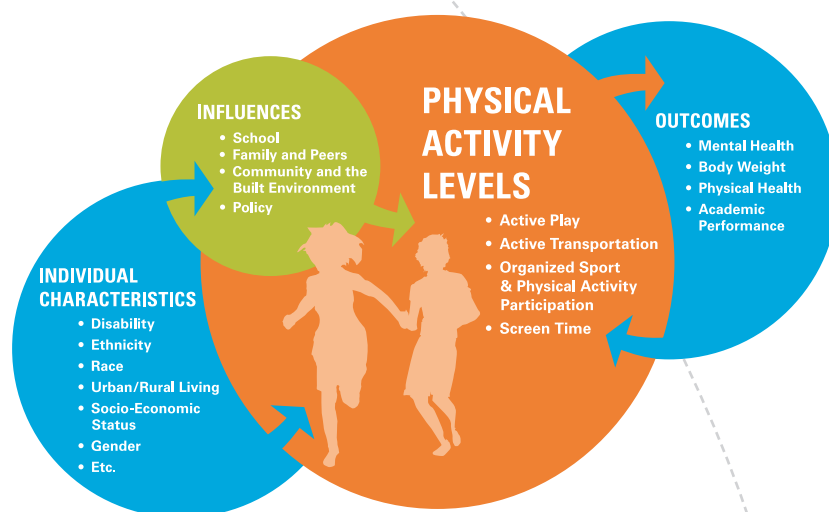 INDIVIDUAL
CHARACTERISTICS
• Disability
• Ethnicity
• Race
• Urban/Rural Living
• Socio-Economic
Status
• Gender
• Etc.
INFLUENCES
• School
• Family and Peers
• Community and the
Built Environment
• Policy
PHYSICAL
ACTIVITY
LEVELS
• Active Play
• Active Transportation
• Organized Sport
& Physical Activity
Participation
• Screen Time
OUTCOMES
• Mental Health
• Body Weight
• Physical Health
• Academic
Performance